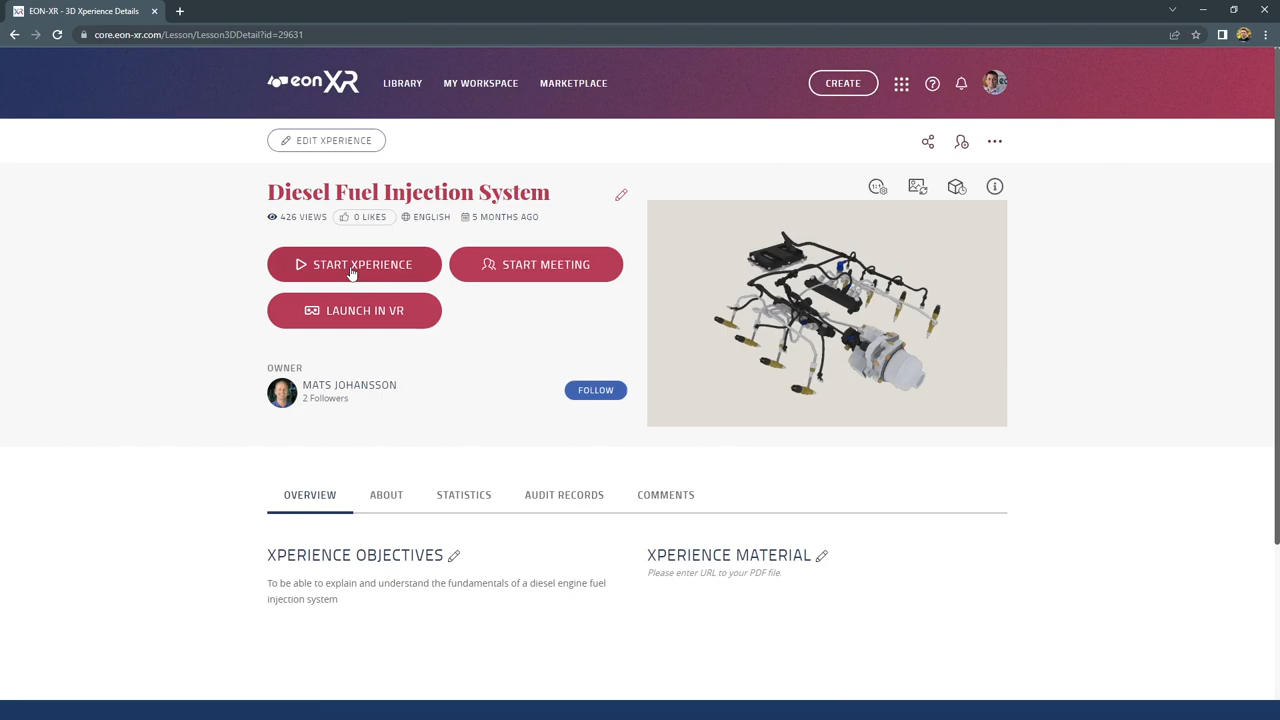 EON-XR - 3D Xperience Details
core.eon-xr.com/Lesson/Lesson3DDetail?id=29631
eon XR
LIBRARY
MY WORKSPACE
MARKETPLACE
CREATE
EDIT XPERIENCE
Diesel Fuel Injection System
426 VIEWS
0 LIKES
ENGLISH
5 MONTHS AGO
START XPERIENCE
START MEETING
LAUNCH IN VR
OWNER
MATS JOHANSSON
2 Followers
FOLLOW
OVERVIEW
ABOUT
STATISTICS
AUDIT RECORDS
COMMENTS
XPERIENCE OBJECTIVES
To be able to explain and understand the fundamentals of a diesel engine fuel
injection system
XPERIENCE MATERIAL
Please enter URL to your PDF file.